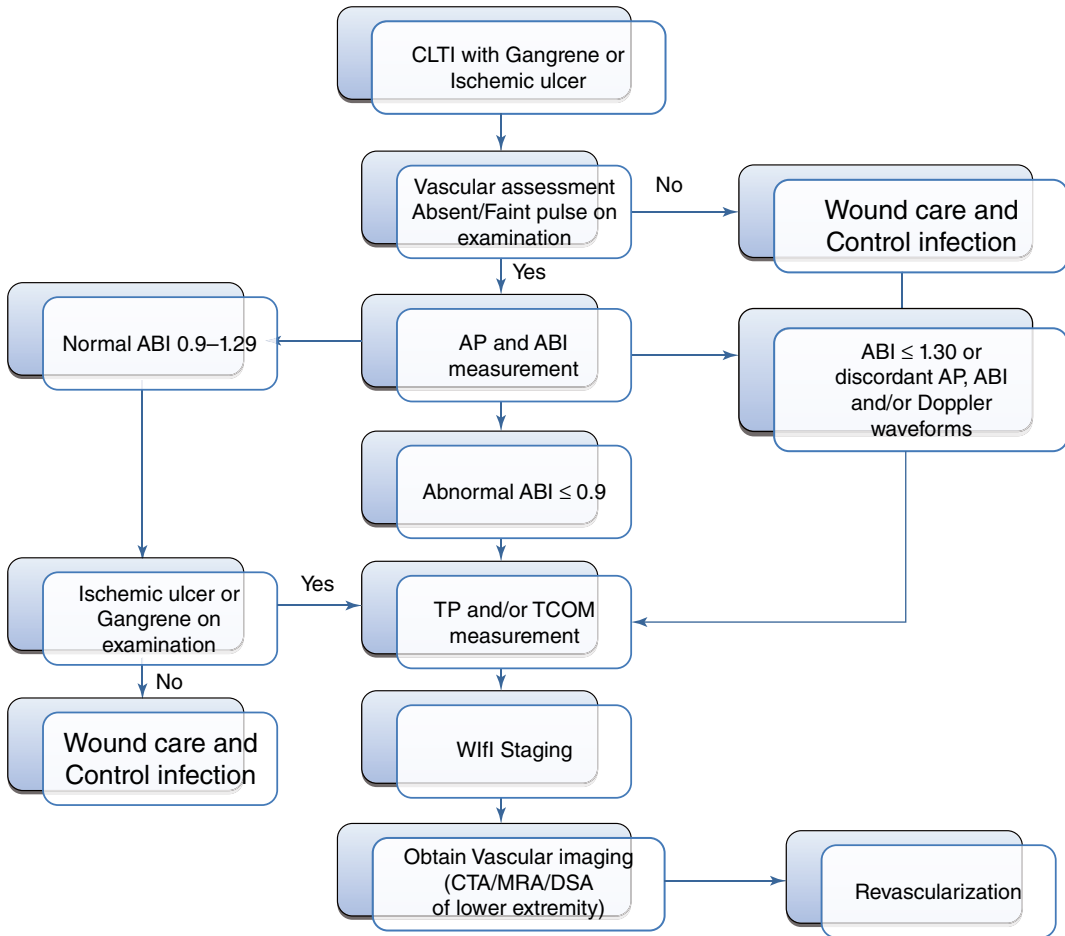 CLTI with Gangrene or
Ischemic ulcer
Vascular assessment
Absent/Faint pulse on
examination
No
Wound care and
Control infection
Yes
Normal ABI 0.9–1.29
AP and ABI
measurement
ABI ≤ 1.30 or
discordant AP, ABI
and/or Doppler
waveforms
Abnormal ABI ≤ 0.9
Ischemic ulcer or
Gangrene on
examination
Yes
TP and/or TCOM
measurement
No
Wound care and
Control infection
WIfI Staging
Obtain Vascular imaging
(CTA/MRA/DSA
of lower extremity)
Revascularization